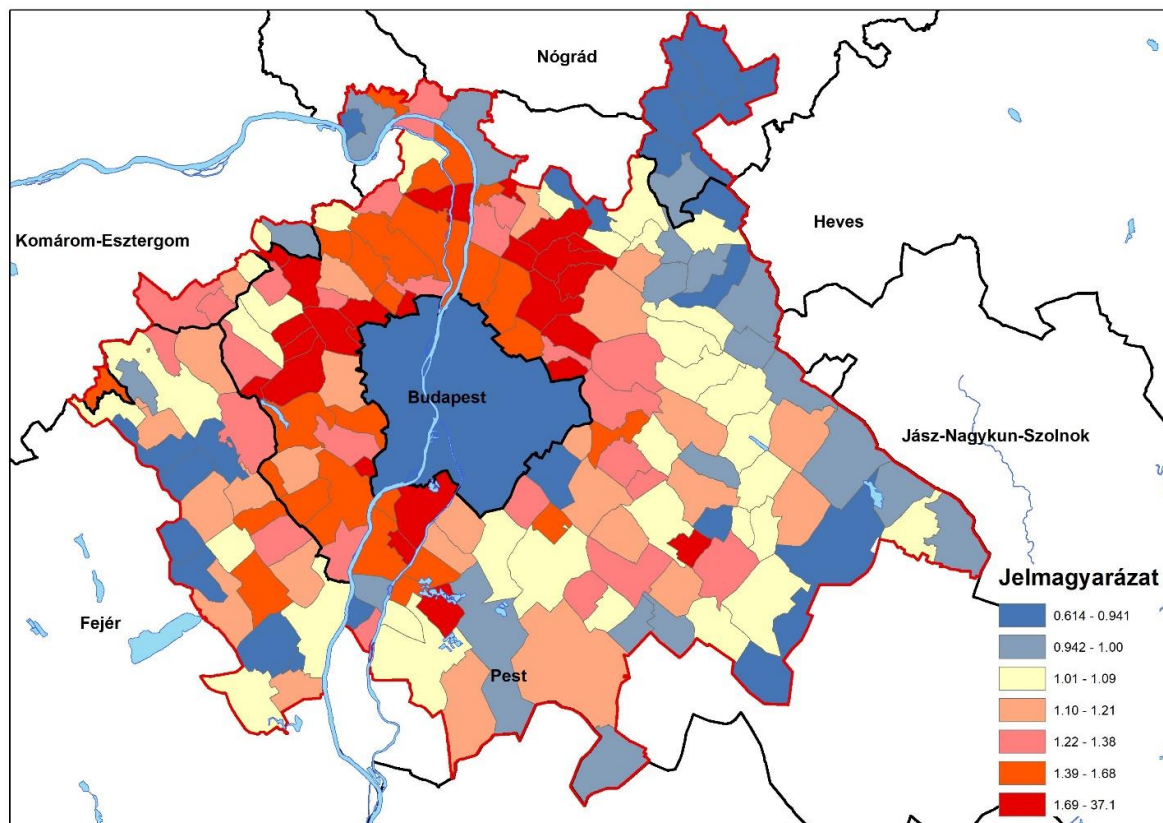 Nógrád
Komárom-Esztergom
Heves
Budapest
Jász-Nagykun-Szolnok
Fejér
Pest
Jelmagyarázat
0.614 - 0.941
0.942 - 1.00
1.01 - 1.09
1.10 - 1.21
1.22 - 1.38
1.39 - 1.68
1.69 - 37.1